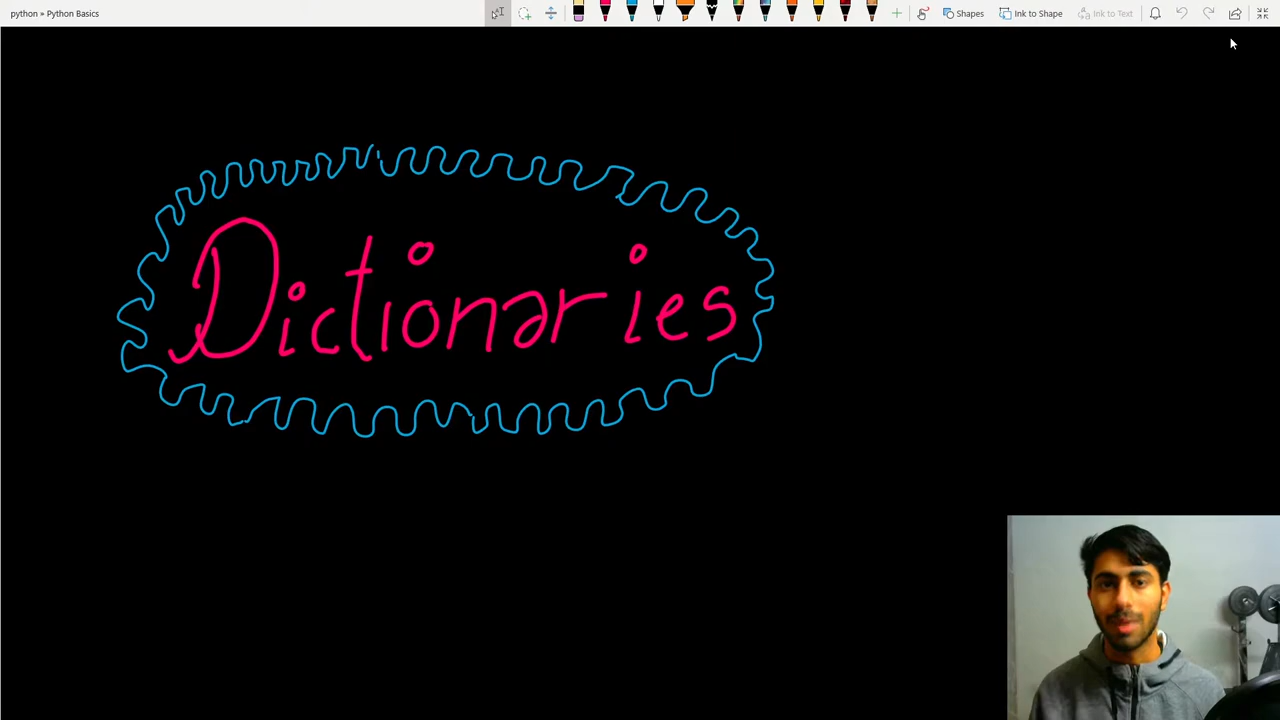 python » Python Basics
Shapes
Ink to Shape
Ink to Text
Dictionaries